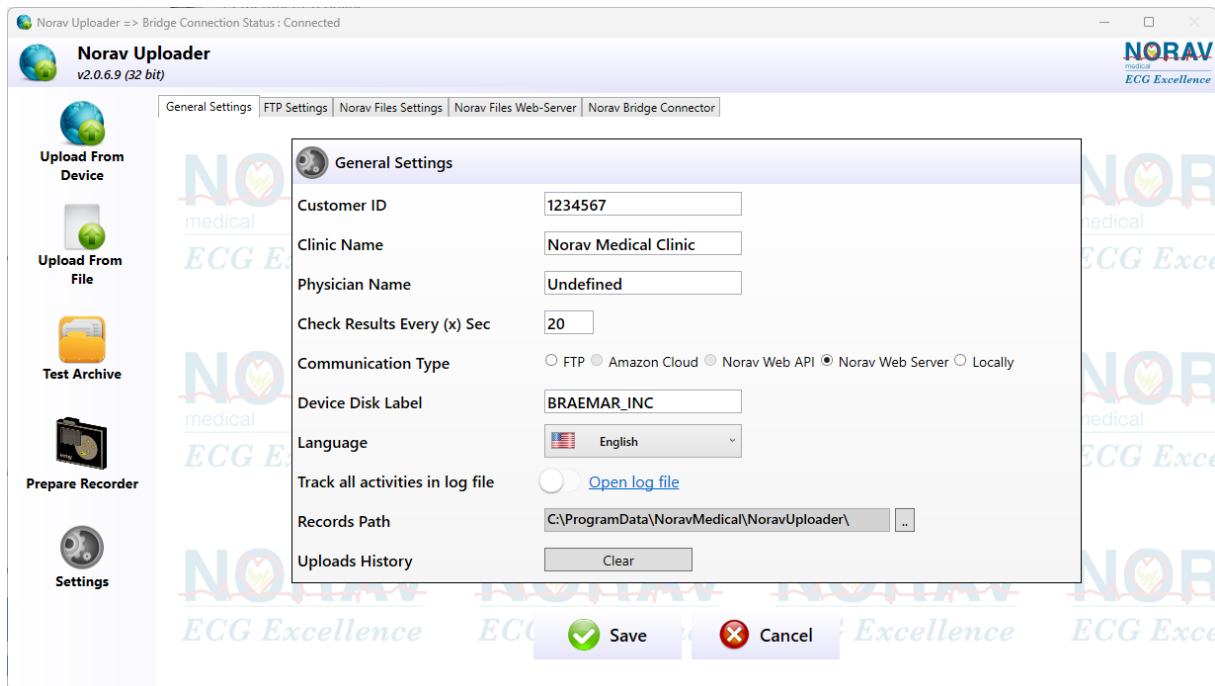 Norav Uploader => Bridge Connection Status : Connected
Norav Uploader
v2.0.6.9 (32 bit)
NORAV
medical
ECG Excellence
General Settings FTP Settings Norav Files Settings Norav Files Web-Server Norav Bridge Connector
Upload From
Device
Upload From
File
Test Archive
Prepare Recorder
Settings
General Settings
Customer ID 1234567
Clinic Name Norav Medical Clinic
Physician Name Undefined
Check Results Every (x) Sec 20
Communication Type FTP Amazon Cloud Norav Web API Norav Web Server Locally
Device Disk Label BRAEMAR_INC
Language English
Track all activities in log file Open log file
Records Path C:\ProgramData\NoravMedical\NoravUploader\ ..
Uploads History Clear
Save Cancel
ECG Excellence